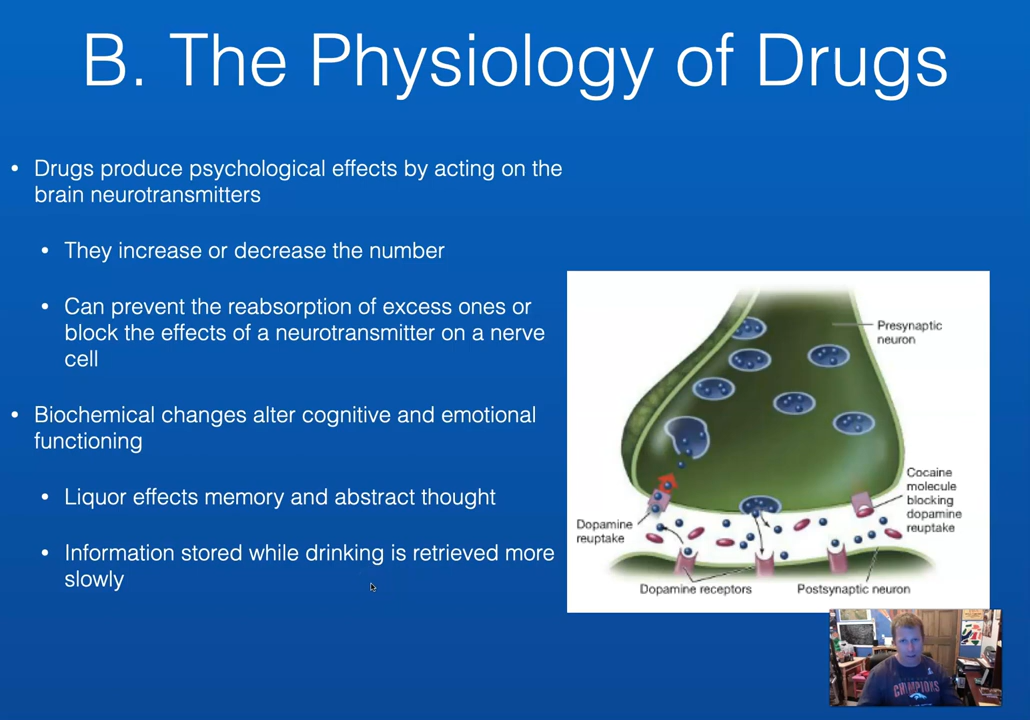 B. The Physiology of Drugs
• Drugs produce psychological effects by acting on the
brain neurotransmitters
• They increase or decrease the number
• Can prevent the reabsorption of excess ones or
block the effects of a neurotransmitter on a nerve
cell
• Biochemical changes alter cognitive and emotional
functioning
• Liquor effects memory and abstract thought
• Information stored while drinking is retrieved more
slowly
Presynaptic
neuron
Cocaine
molecule
blocking
dopamine
reuptake
Dopamine
reuptake
Dopamine receptors
Postsynaptic neuron
CHAMPIONS